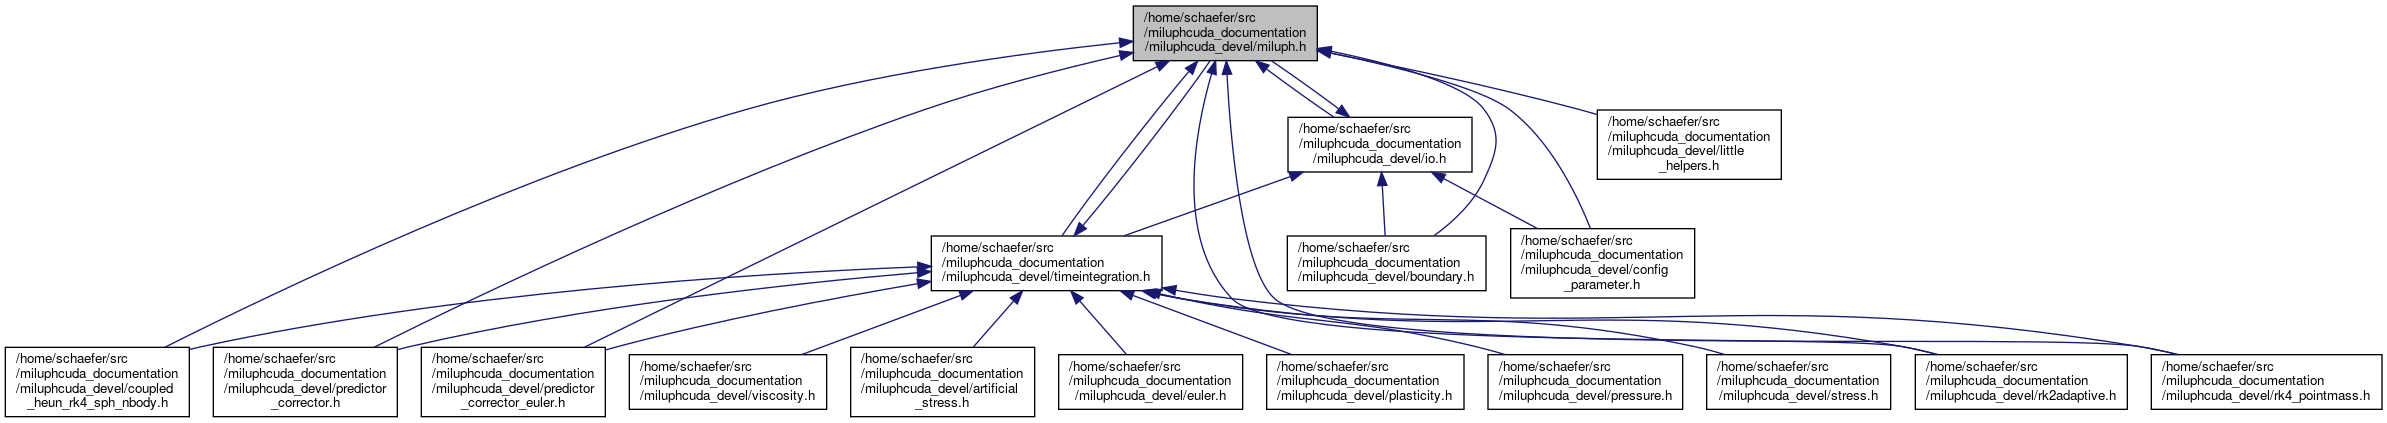 /home/schaefer/src
/miluphcuda_documentation
/miluphcuda_devel/miluph.h
/home/schaefer/src
/miluphcuda_documentation
/miluphcuda_devel/io.h
/home/schaefer/src
/miluphcuda_documentation
/miluphcuda_devel/little
_helpers.h
/home/schaefer/src
/miluphcuda_documentation
/miluphcuda_devel/timeintegration.h
/home/schaefer/src
/miluphcuda_documentation
/miluphcuda_devel/boundary.h
/home/schaefer/src
/miluphcuda_documentation
/miluphcuda_devel/config
_parameter.h
/home/schaefer/src
/miluphcuda_documentation
/miluphcuda_devel/coupled
_heun_rk4_sph_nbody.h
/home/schaefer/src
/miluphcuda_documentation
/miluphcuda_devel/predictor
_corrector.h
/home/schaefer/src
/miluphcuda_documentation
/miluphcuda_devel/predictor
_corrector_euler.h
/home/schaefer/src
/miluphcuda_documentation
/miluphcuda_devel/viscosity.h
/home/schaefer/src
/miluphcuda_documentation
/miluphcuda_devel/artificial
_stress.h
/home/schaefer/src
/miluphcuda_documentation
/miluphcuda_devel/euler.h
/home/schaefer/src
/miluphcuda_documentation
/miluphcuda_devel/plasticity.h
/home/schaefer/src
/miluphcuda_documentation
/miluphcuda_devel/pressure.h
/home/schaefer/src
/miluphcuda_documentation
/miluphcuda_devel/stress.h
/home/schaefer/src
/miluphcuda_documentation
/miluphcuda_devel/rk2adaptive.h
/home/schaefer/src
/miluphcuda_documentation
/miluphcuda_devel/rk4_pointmass.h